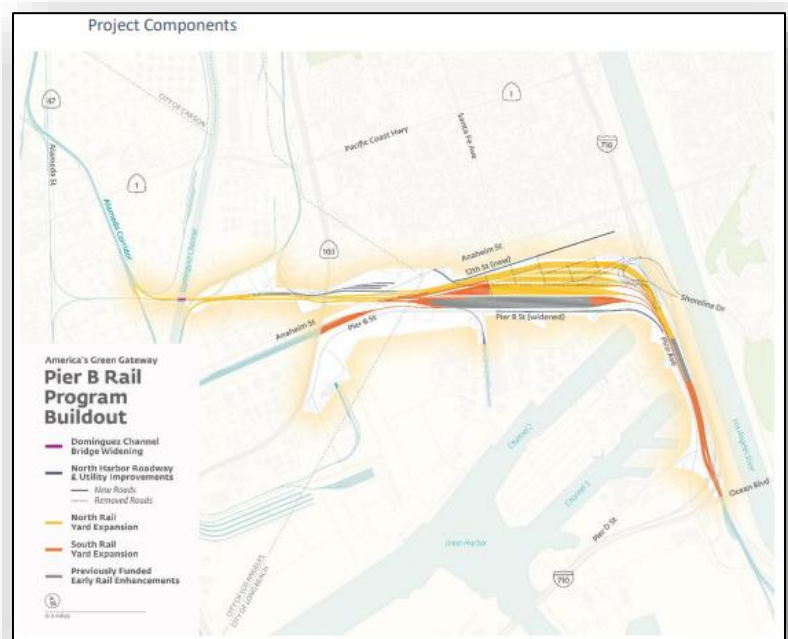 Project Components
47
CITY OF CARSON
1
Pacific Coast Hwy
Santa Fe Ave
710
Alameda St
1
Alameda Corridor
Dominguez Channel
103
Anaheim St
12th St (new)
Shoreline Dr
Anaheim St
Pier B St
Pier B St (widened)
Pico Ave
America's Green Gateway
Pier B Rail
Program
Buildout
Dominguez Channel
Bridge Widening
North Harbor Roadway
& Utility Improvements
New Roads
Removed Roads
North Rail
Yard Expansion
South Rail
Yard Expansion
Previously Funded
Early Rail Enhancements
Channel 2
Channel 3
Los Angeles River
Ocean Blvd
Inner Harbor
Pier D St
710
CITY OF LOS ANGELES
CITY OF LONG BEACH